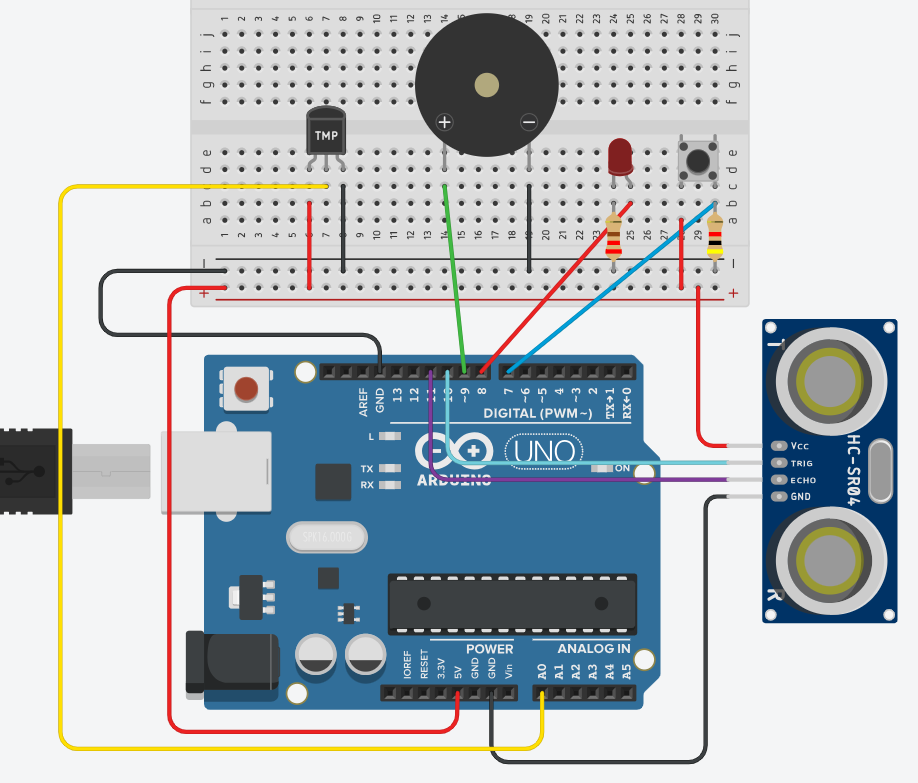 1 2 3 4 5 6 7 8 9 10 11 12 13 14 15 16 17 18 19 20 21 22 23 24 25 26 27 28 29 30
j j
i i
h h
g g
f f
TMP
+ −
e e
d d
c c
b b
a a
1 2 3 4 5 6 7 8 9 10 11 12 13 14 15 16 17 18 19 20 21 22 23 24 25 26 27 28 29 30
− −
+ +
AREF GND 13 12 11 10 ~9 8 7 ~6 ~5 4 ~3 2 TX→1 RX←0
DIGITAL (PWM~)
L
TX
RX
UNO
ON
ARDUINO
SPK16.000G
POWER ANALOG IN
IOREF RESET 3.3V 5V GND GND Vin A0 A1 A2 A3 A4 A5
T
Vcc
TRIG
ECHO
GND
HC-SR04
R